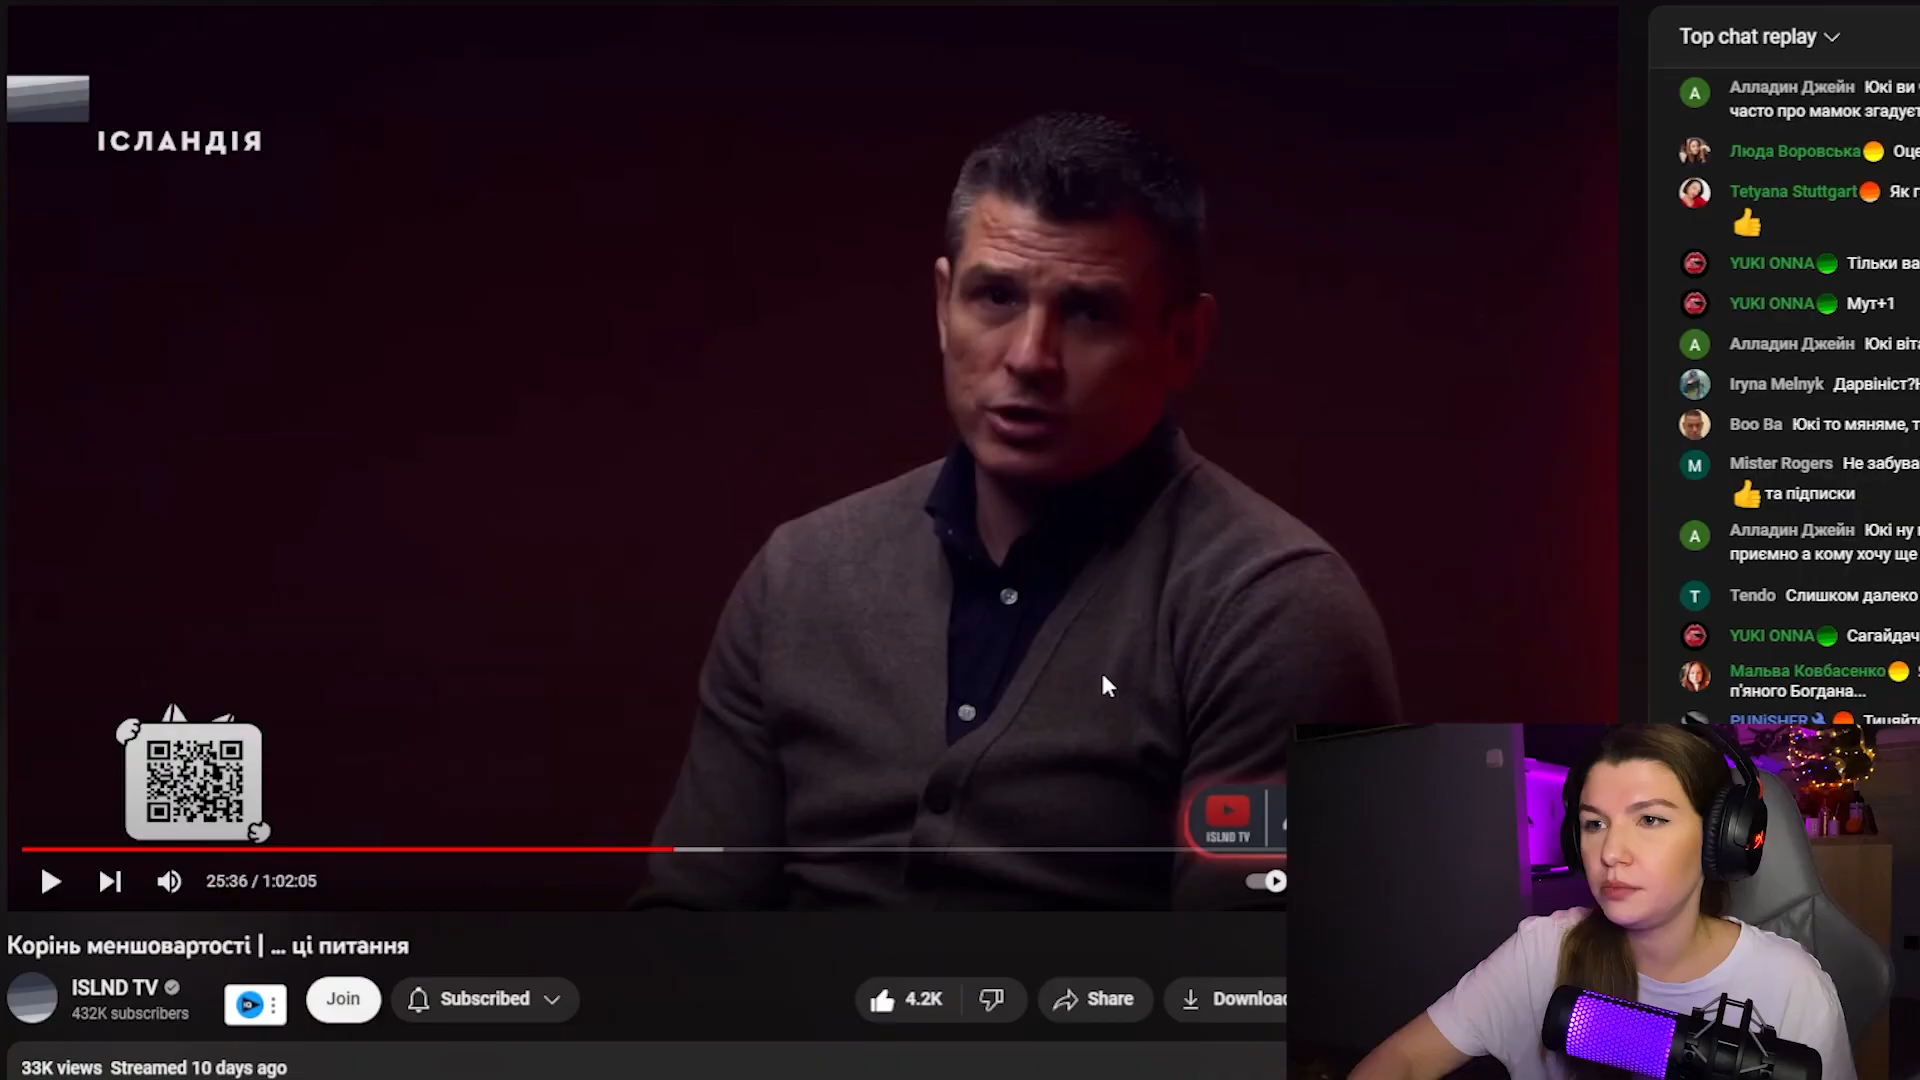 Top chat replay
ІСЛАНДІЯ
Алладин Джейн Юкі ви
часто про мамок згадує
Люда Воровська Оце
Tetyana Stuttgart Як
YUKI ONNA Тільки ва
YUKI ONNA Мут+1
Алладин Джейн Юкі віт
Iryna Melnyk Дарвініст?
Boo Ba Юкі то мяняме,
Mister Rogers Не забува
та підписки
Алладин Джейн Юкі ну
приємно а кому хочу ще
Tendo Слишком далеко
YUKI ONNA Сагайдач
Мальва Ковбасенко
п'яного Богдана...
PUNiSHER Тицяйт
ISLND TV
25:36 / 1:02:05
Корінь меншовартості | ... ці питання
ISLND TV
432K subscribers
Join
Subscribed
4.2K
Share
Download
33K views Streamed 10 days ago